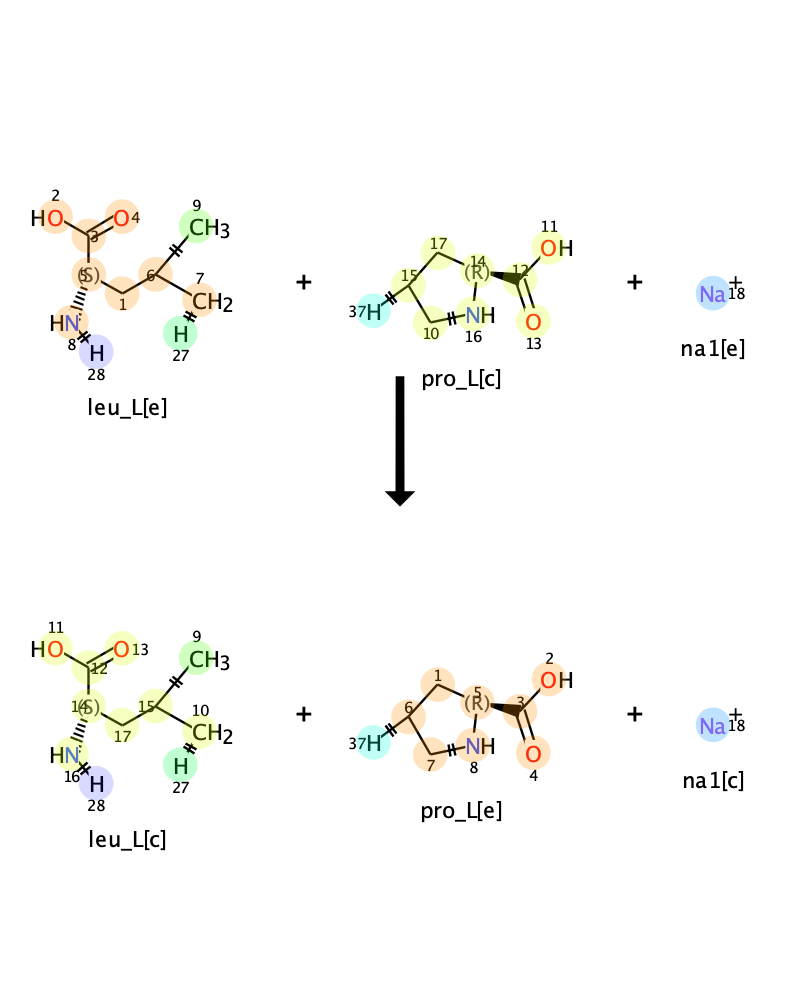 2 9
HO O 4 CH3 11
3 17 14 OH
(S) 5 6 7 15 (R) 12 +
1 CH2 + + Na 18
HN 37H NH O
8 H H 10 16 13 na1[e]
28 27 pro_L[c]
leu_L[e]
11 9
HO O 13 CH3 2
12 1 5 OH
14 (S) 15 10 6 (R) 3 +
17 CH2 + + Na 18
HN 37H NH O
16 H H 7 8 4 na1[c]
28 27 pro_L[e]
leu_L[c]